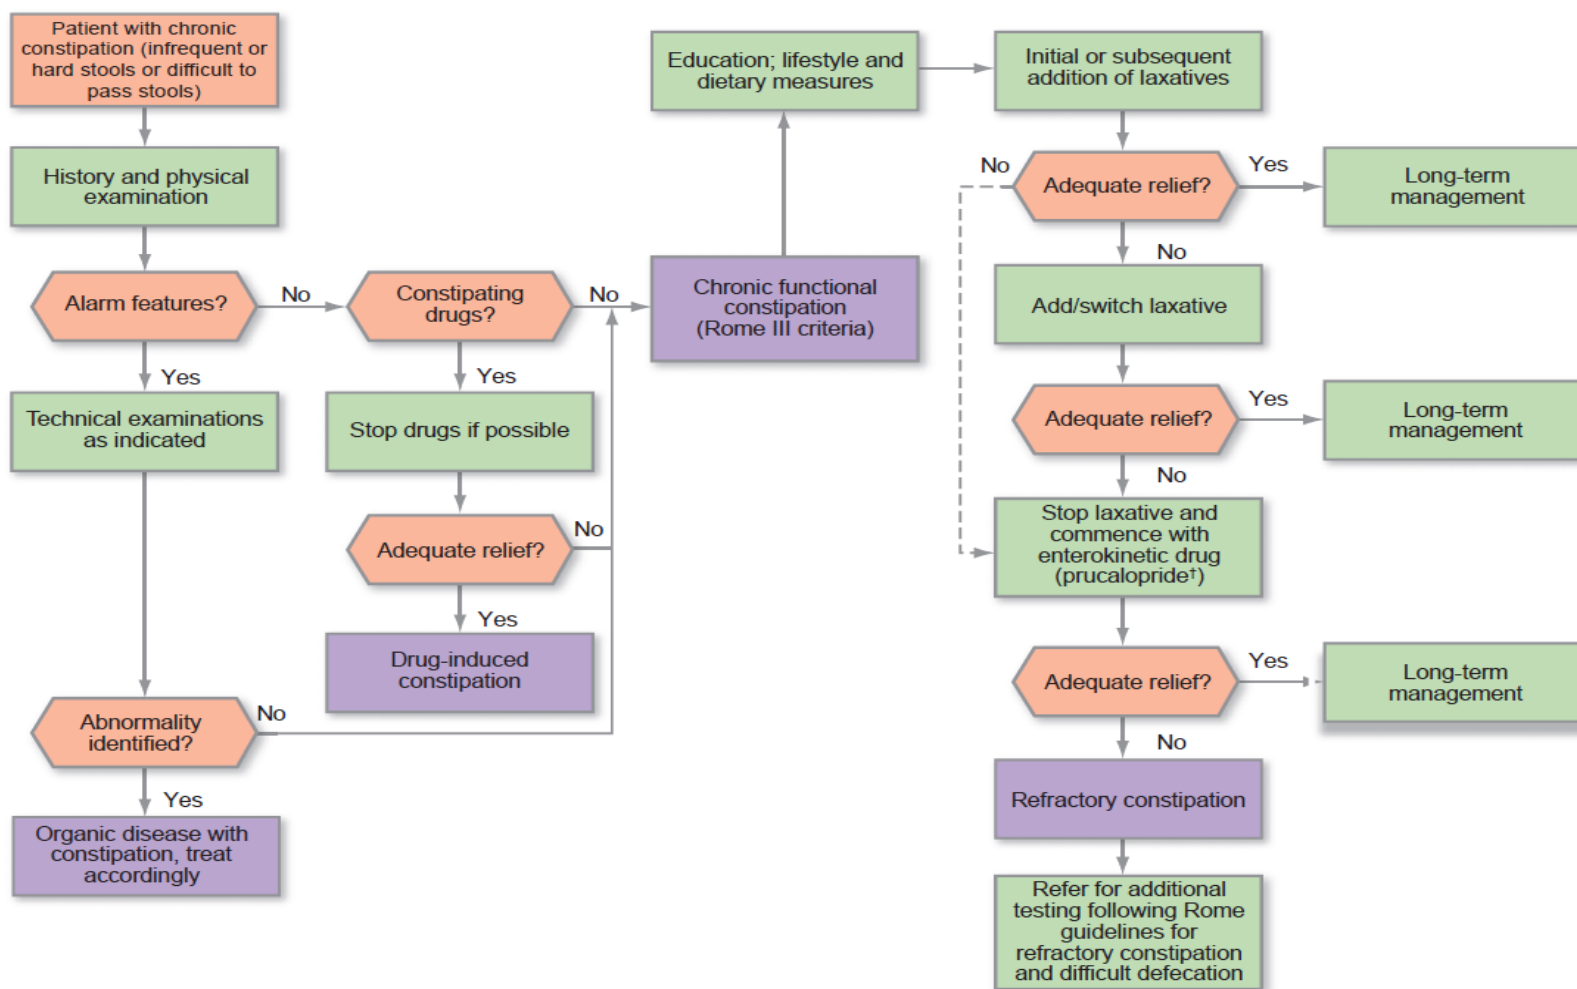 Patient with chronic
constipation (infrequent or
hard stools or difficult to
pass stools)
History and physical
examination
Alarm features?
No
Yes
Technical examinations
as indicated
Abnormality
identified?
No
Yes
Organic disease with
constipation, treat
accordingly
Constipating
drugs?
No
Yes
Stop drugs if possible
Adequate relief?
No
Yes
Drug-induced
constipation
Chronic functional
constipation
(Rome III criteria)
Education; lifestyle and
dietary measures
Initial or subsequent
addition of laxatives
No
Adequate relief?
Yes
Long-term
management
No
Add/switch laxative
Adequate relief?
Yes
Long-term
management
No
Stop laxative and
commence with
enterokinetic drug
(prucalopride†)
Adequate relief?
Yes
Long-term
management
No
Refractory constipation
Refer for additional
testing following Rome
guidelines for
refractory constipation
and difficult defecation